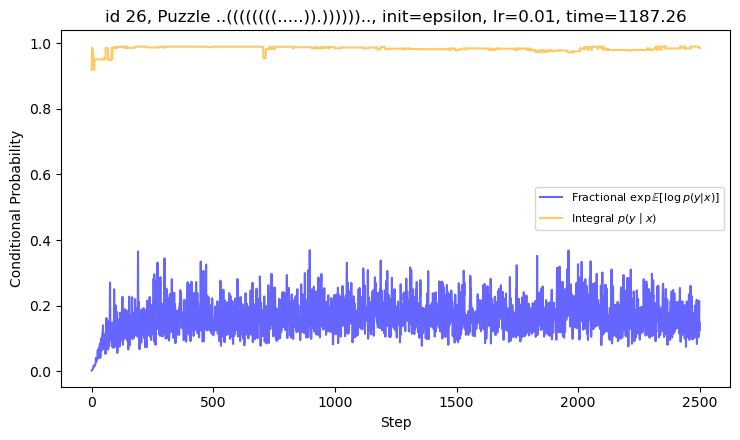 id 26, Puzzle ..((((((((.....)).)))))).., init=epsilon, lr=0.01, time=1187.26
Conditional Probability
1.0
0.8
0.6
0.4
0.2
0.0
Fractional exp𝔼[log p(y|x)]
Integral p(y | x)
0
500
1000
1500
2000
2500
Step